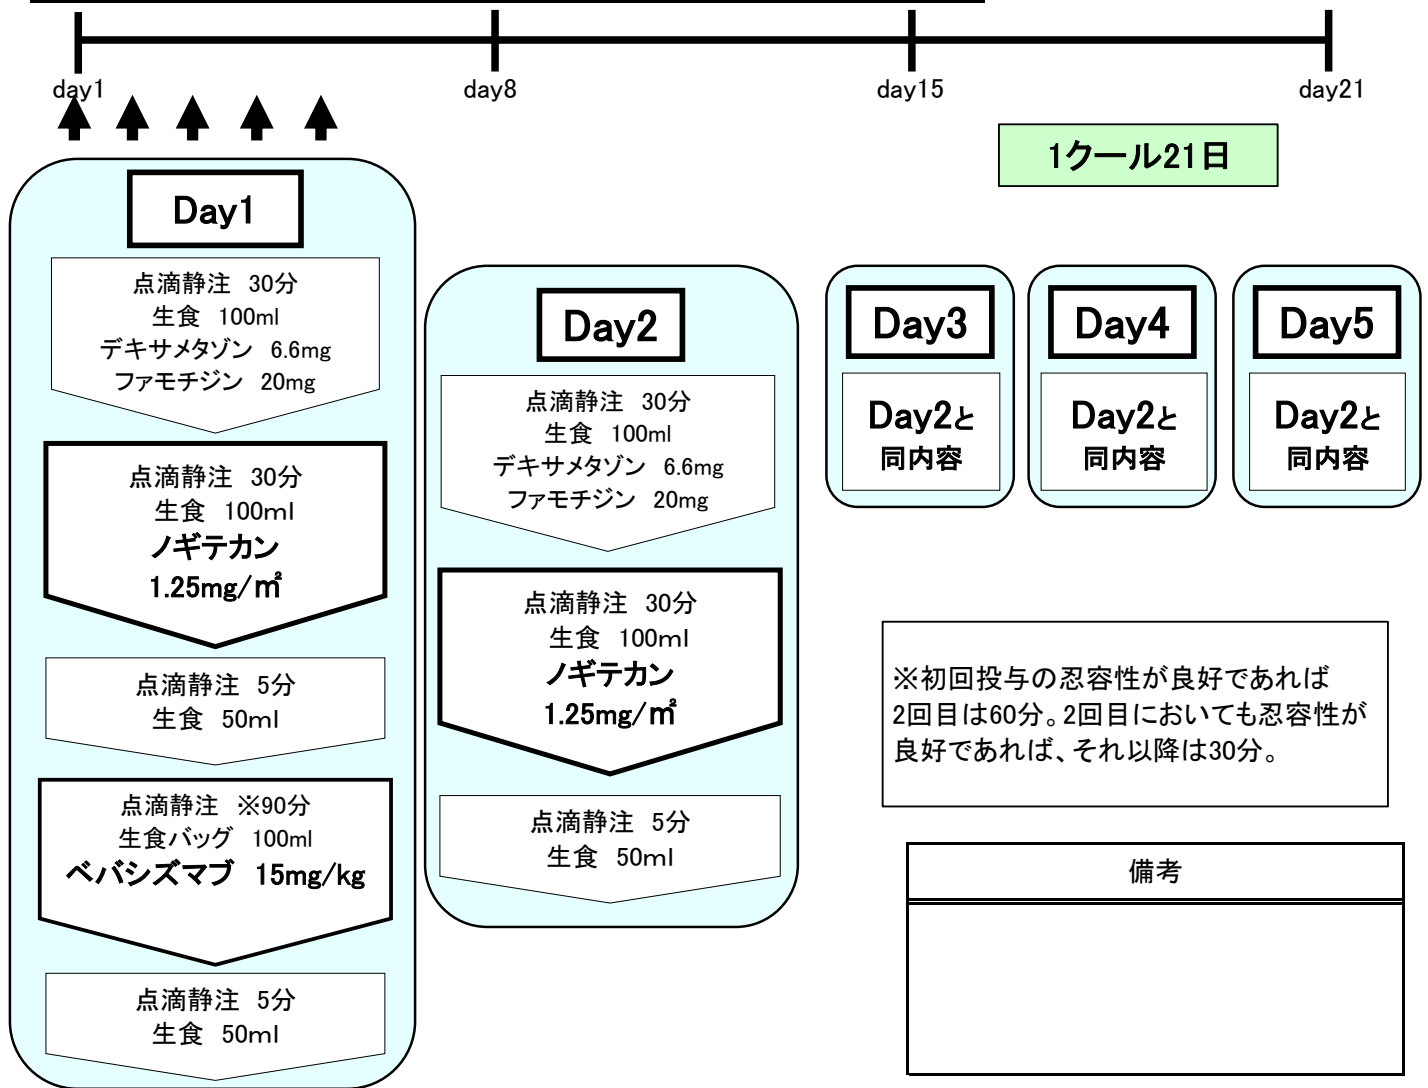 day1
day8
day15
day21
1クール21日
Day1
点滴静注 30分
生食 100ml
デキサメタゾン 6.6mg
ファモチジン 20mg
点滴静注 30分
生食 100ml
ノギテカン
1.25mg/㎡
点滴静注 5分
生食 50ml
点滴静注 ※90分
生食バッグ 100ml
ベバシズマブ 15mg/kg
点滴静注 5分
生食 50ml
Day2
点滴静注 30分
生食 100ml
デキサメタゾン 6.6mg
ファモチジン 20mg
点滴静注 30分
生食 100ml
ノギテカン
1.25mg/㎡
点滴静注 5分
生食 50ml
Day3
Day2と
同内容
Day4
Day2と
同内容
Day5
Day2と
同内容
※初回投与の忍容性が良好であれば
2回目は60分。2回目においても忍容性が
良好であれば、それ以降は30分。
備考